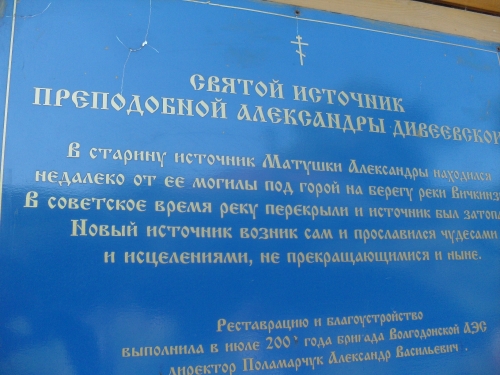 СВЯТОЙ ИСТОЧНИК
ПРЕПОДОБНОЙ АЛЕКСАНДРЫ ДИВЕЕВСКОЙ
В старину источник Матушки Александры находился
недалеко от ее могилы под горой на берегу реки
В советское время реку перекрыли и источник был
Новый источник возник сам и прославился чудесами
и исцелениями, не прекращающимися и ныне.
Реставрацию и благоустройство
выполнила в июле года бригада Волгодонской АЭС
директор Поламарчук Александр Васильевич